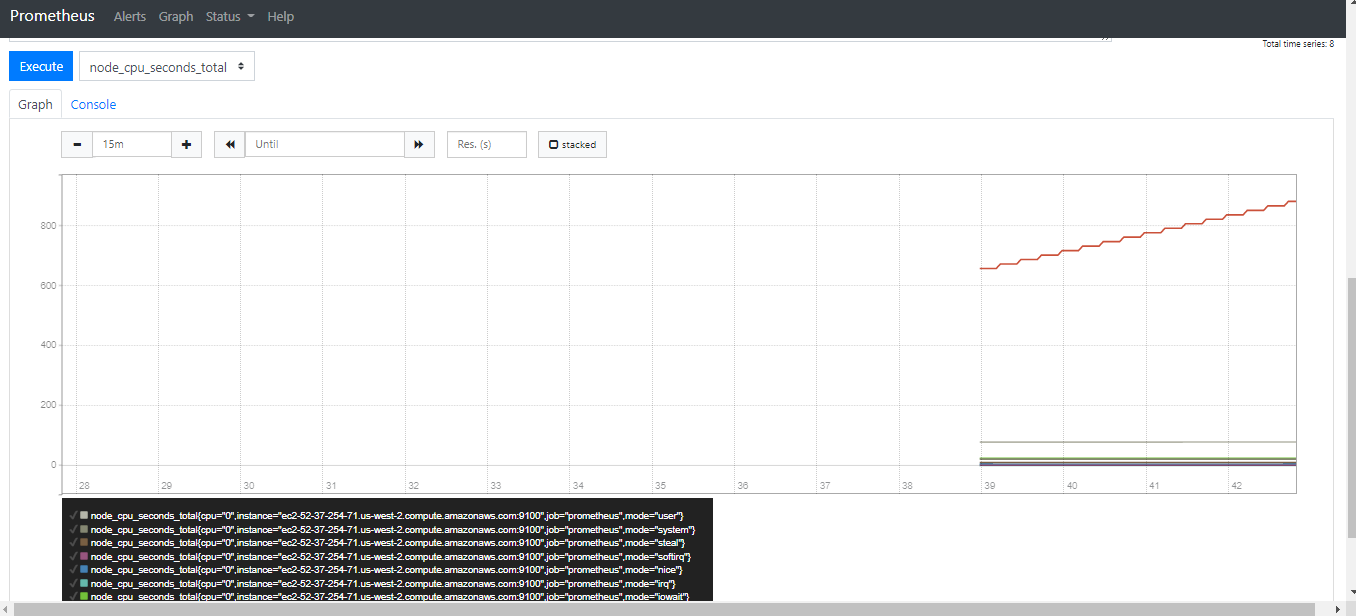 Prometheus Alerts Graph Status Help
Total time series: 8
Execute node_cpu_seconds_total
Graph Console
15m Until Res. (s) stacked
800
600
400
200
0
28 29 30 31 32 33 34 35 36 37 38 39 40 41 42
node_cpu_seconds_total{cpu="0",instance="ec2-52-37-254-71.us-west-2.compute.amazonaws.com:9100",job="prometheus",mode="user"}
node_cpu_seconds_total{cpu="0",instance="ec2-52-37-254-71.us-west-2.compute.amazonaws.com:9100",job="prometheus",mode="system"}
node_cpu_seconds_total{cpu="0",instance="ec2-52-37-254-71.us-west-2.compute.amazonaws.com:9100",job="prometheus",mode="steal"}
node_cpu_seconds_total{cpu="0",instance="ec2-52-37-254-71.us-west-2.compute.amazonaws.com:9100",job="prometheus",mode="softirq"}
node_cpu_seconds_total{cpu="0",instance="ec2-52-37-254-71.us-west-2.compute.amazonaws.com:9100",job="prometheus",mode="nice"}
node_cpu_seconds_total{cpu="0",instance="ec2-52-37-254-71.us-west-2.compute.amazonaws.com:9100",job="prometheus",mode="irq"}
node_cpu_seconds_total{cpu="0",instance="ec2-52-37-254-71.us-west-2.compute.amazonaws.com:9100",job="prometheus",mode="iowait"}